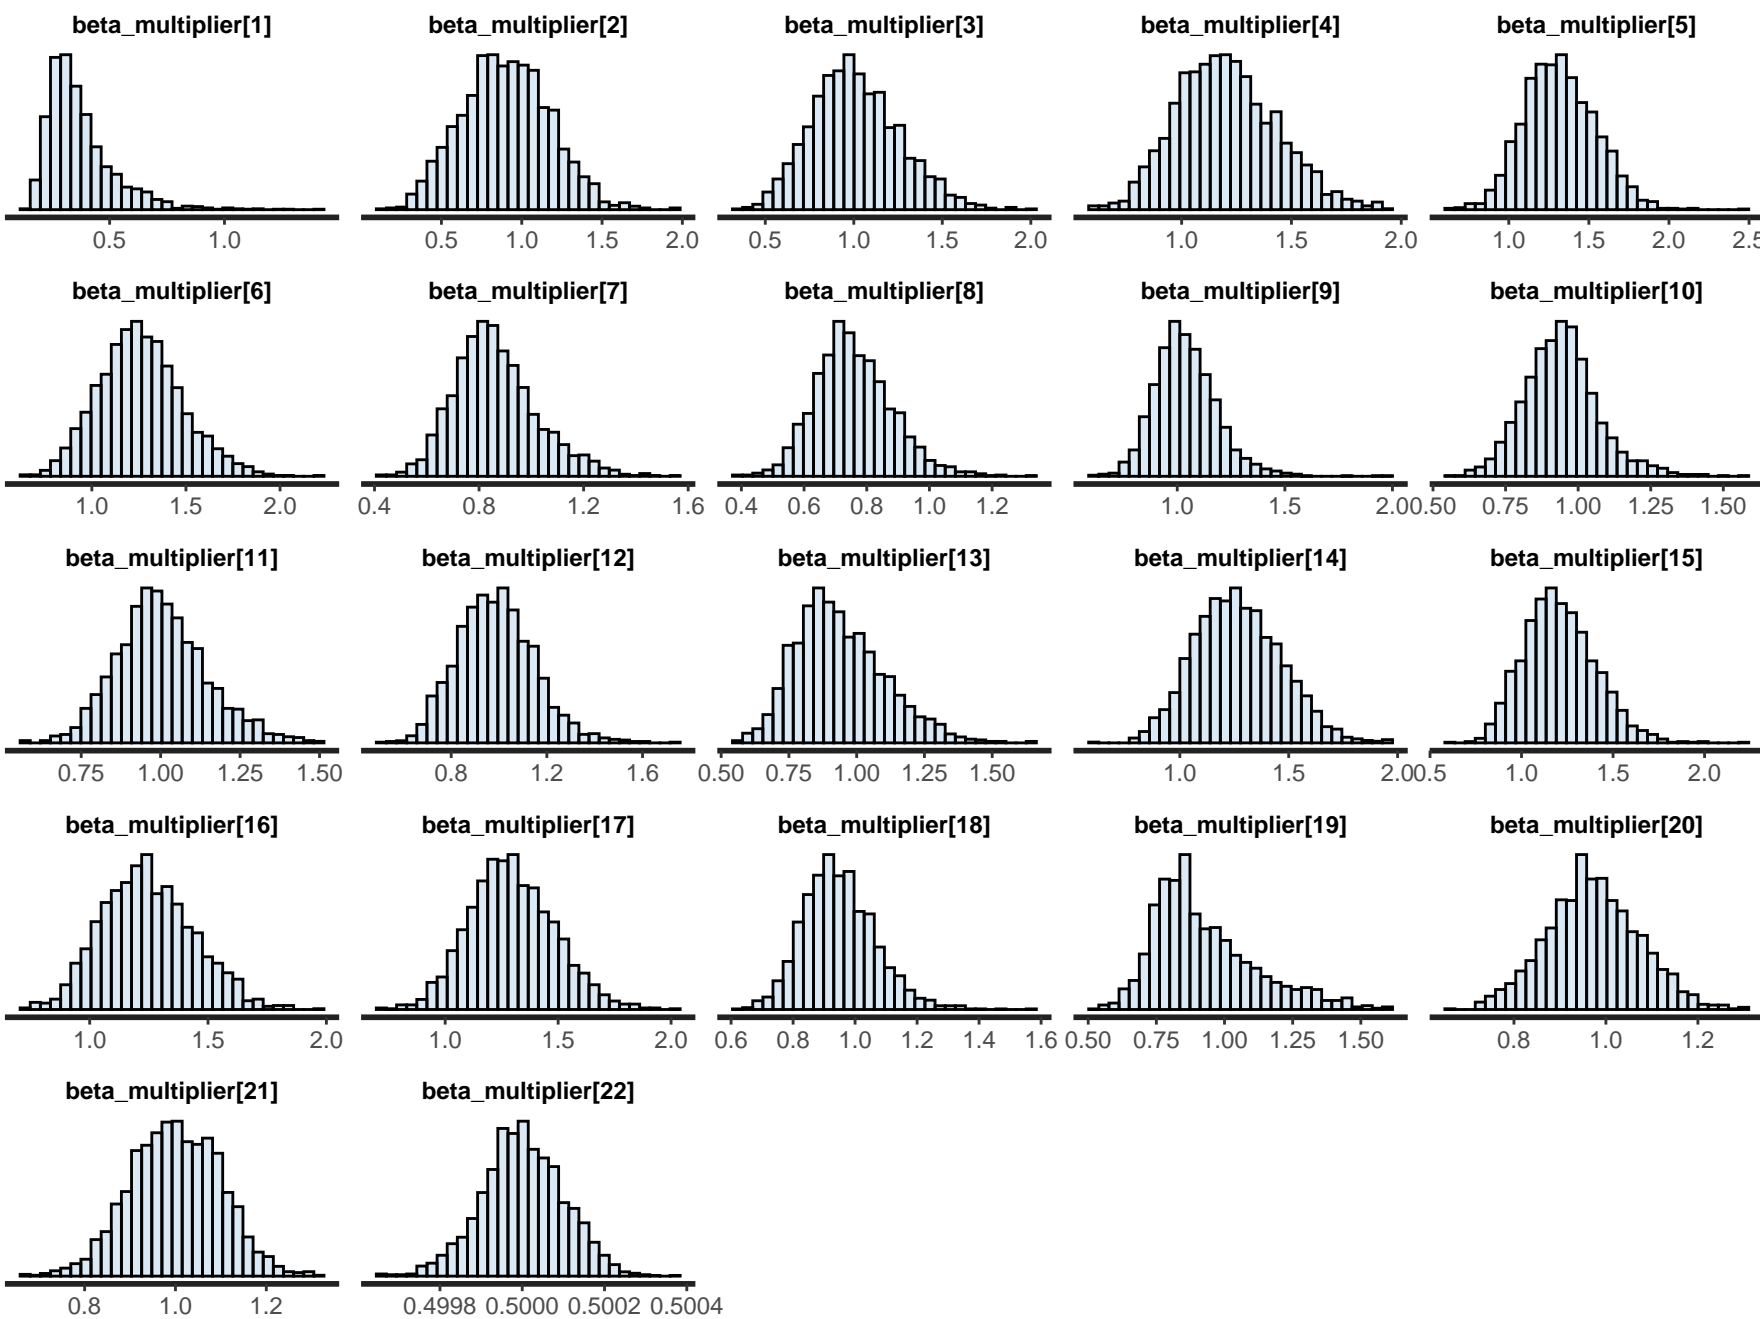 beta_multiplier[1] beta_multiplier[2] beta_multiplier[3] beta_multiplier[4] beta_multiplier[5]
0.5 1.0 0.5 1.0 1.5 2.0 0.5 1.0 1.5 2.0 1.0 1.5 2.0 1.0 1.5 2.0 2.5
beta_multiplier[6] beta_multiplier[7] beta_multiplier[8] beta_multiplier[9] beta_multiplier[10]
1.0 1.5 2.0 0.4 0.8 1.2 1.6 0.4 0.6 0.8 1.0 1.2 1.0 1.5 2.0 0.50 0.75 1.00 1.25 1.50
beta_multiplier[11] beta_multiplier[12] beta_multiplier[13] beta_multiplier[14] beta_multiplier[15]
0.75 1.00 1.25 1.50 0.8 1.2 1.6 0.50 0.75 1.00 1.25 1.50 1.0 1.5 2.0 0.5 1.0 1.5 2.0
beta_multiplier[16] beta_multiplier[17] beta_multiplier[18] beta_multiplier[19] beta_multiplier[20]
1.0 1.5 2.0 1.0 1.5 2.0 0.6 0.8 1.0 1.2 1.4 1.6 0.50 0.75 1.00 1.25 1.50 0.8 1.0 1.2
beta_multiplier[21] beta_multiplier[22]
0.8 1.0 1.2 0.4998 0.5000 0.5002 0.5004